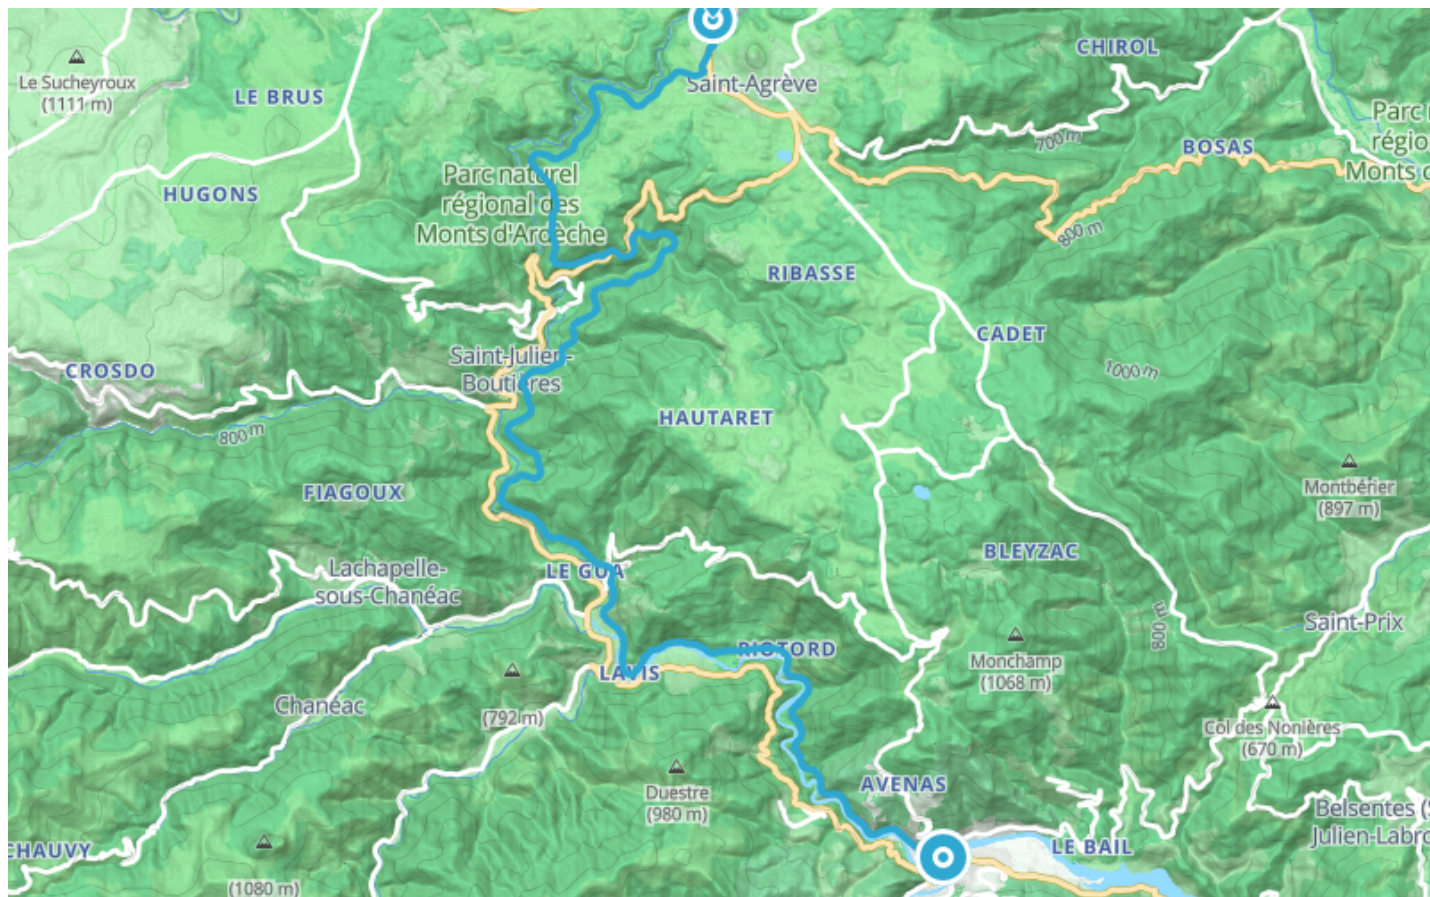 CHIROL
Le Sucheyroux
(1111 m)
Saint-Agrève
LE BRUS
700 m
BOSAS
Parc naturel
régional des
Monts d'Ardèche
HUGONS
800 m
RIBASSE
CADET
Saint-Julien-
Boutières
CROSDO
1000 m
HAUTARET
800 m
Montbérier
(897 m)
FIAGOUX
BLEYZAC
LE GUA
Lachapelle-
sous-Chanéac
800 m
Saint-Prix
RIOTORD
Monchamp
(1068 m)
LAVIS
Chanéac
(792 m)
Col des Nonières
(670 m)
AVENAS
Duestre
(980 m)
Belsentes (S
Julien-Labro
CHAUVY
LE BAIL
(1080 m)